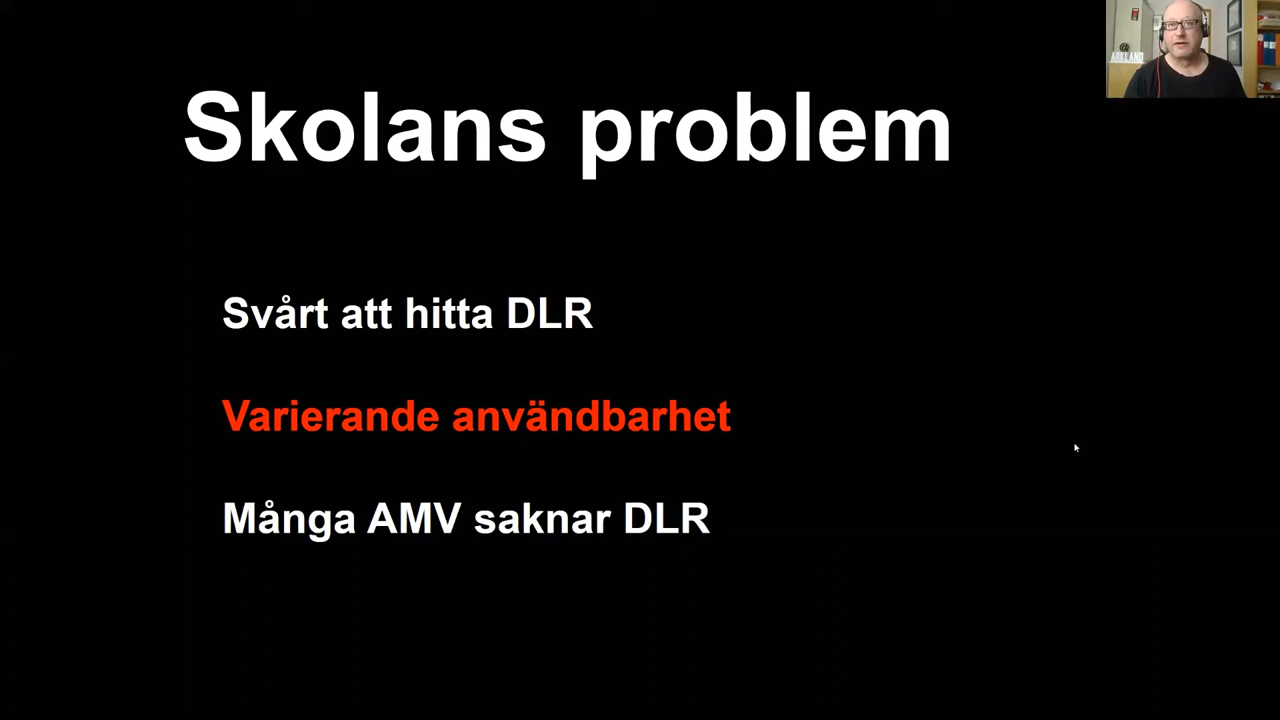 Skolans problem
Svårt att hitta DLR
Varierande användbarhet
Många AMV saknar DLR